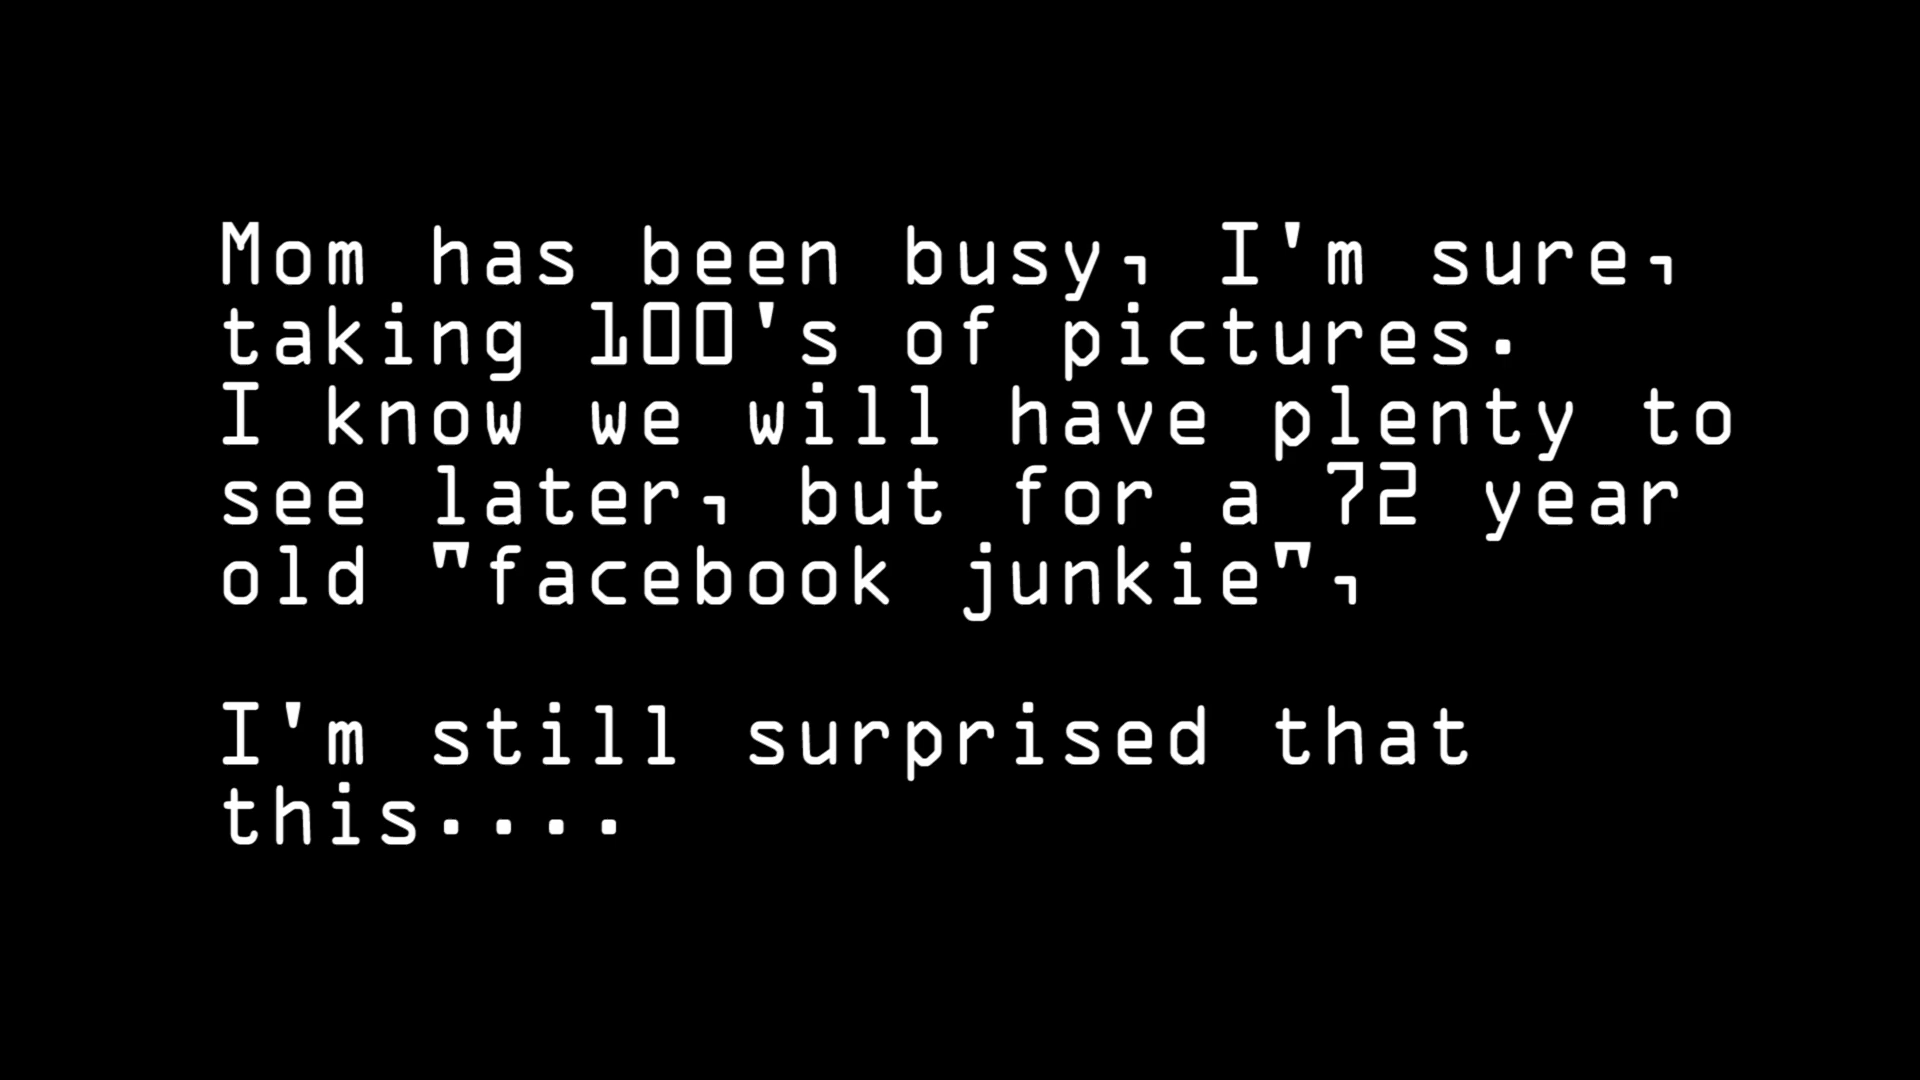 Mom has been busy, I'm sure,
taking 100's of pictures.
I know we will have plenty to
see later, but for a 72 year
old "facebook junkie",
I'm still surprised that
this....